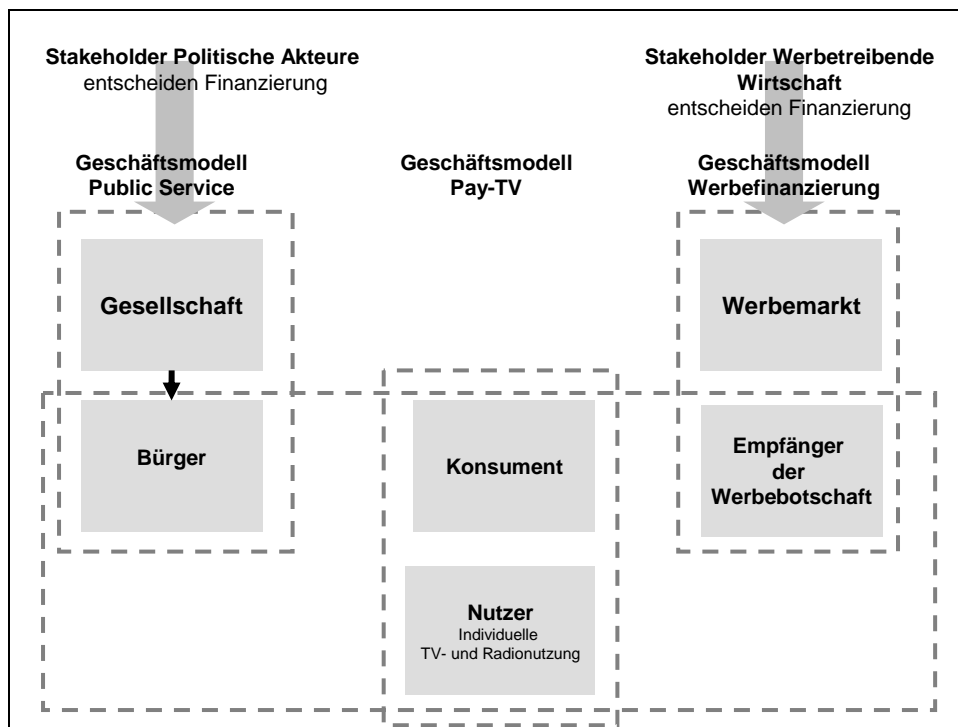 Stakeholder Politische Akteure
entscheiden Finanzierung
Stakeholder Werbetreibende
Wirtschaft
entscheiden Finanzierung
Geschäftsmodell
Public Service
Geschäftsmodell
Pay-TV
Geschäftsmodell
Werbefinanzierung
Gesellschaft
Werbemarkt
Bürger
Konsument
Empfänger
der
Werbebotschaft
Nutzer
Individuelle
TV- und Radionutzung